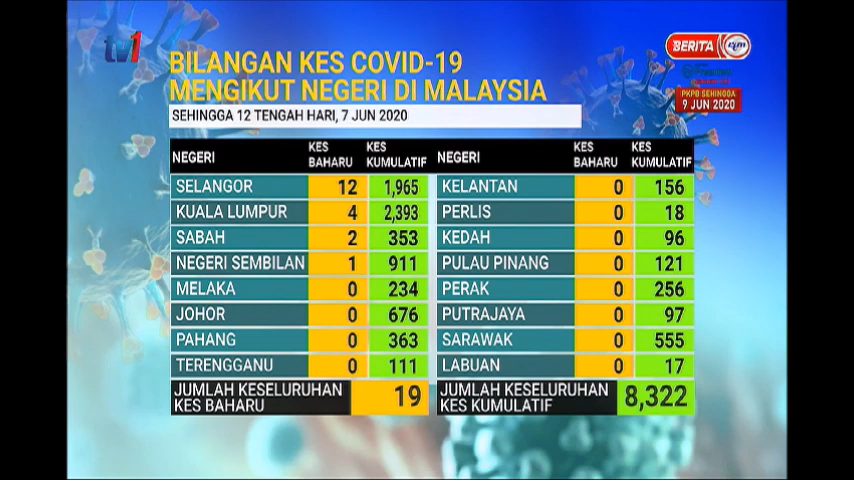 tv1
BERITA rtm
BILANGAN KES COVID-19
MENGIKUT NEGERI DI MALAYSIA
PKPB SEHINGGA
9 JUN 2020
SEHINGGA 12 TENGAH HARI, 7 JUN 2020
NEGERI KES BAHARU KES KUMULATIF NEGERI KES BAHARU KES KUMULATIF
SELANGOR 12 1,965 KELANTAN 0 156
KUALA LUMPUR 4 2,393 PERLIS 0 18
SABAH 2 353 KEDAH 0 96
NEGERI SEMBILAN 1 911 PULAU PINANG 0 121
MELAKA 0 234 PERAK 0 256
JOHOR 0 676 PUTRAJAYA 0 97
PAHANG 0 363 SARAWAK 0 555
TERENGGANU 0 111 LABUAN 0 17
JUMLAH KESELURUHAN KES BAHARU 19 JUMLAH KESELURUHAN KES KUMULATIF 8,322